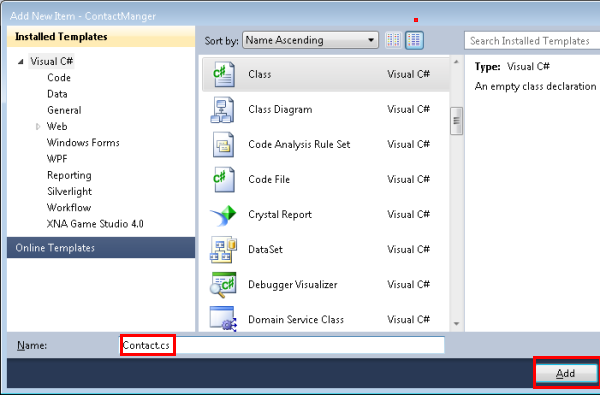 Add New Item - ContactManger
Installed Templates
Sort by: Name Ascending
Search Installed Templates
Visual C#
Code
Data
General
Web
Windows Forms
WPF
Reporting
Silverlight
Workflow
XNA Game Studio 4.0
Online Templates
Class Visual C#
Class Diagram Visual C#
Code Analysis Rule Set Visual C#
Code File Visual C#
Crystal Report Visual C#
DataSet Visual C#
Debugger Visualizer Visual C#
Domain Service Class Visual C#
Type: Visual C#
An empty class declaration
Name: Contact.cs
Add